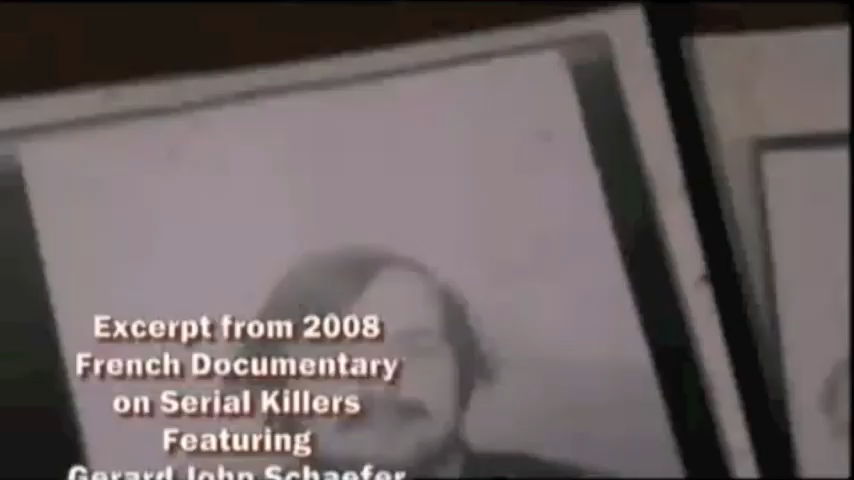 Excerpt from 2008
French Documentary
on Serial Killers
Featuring
Gerard John Schaefer